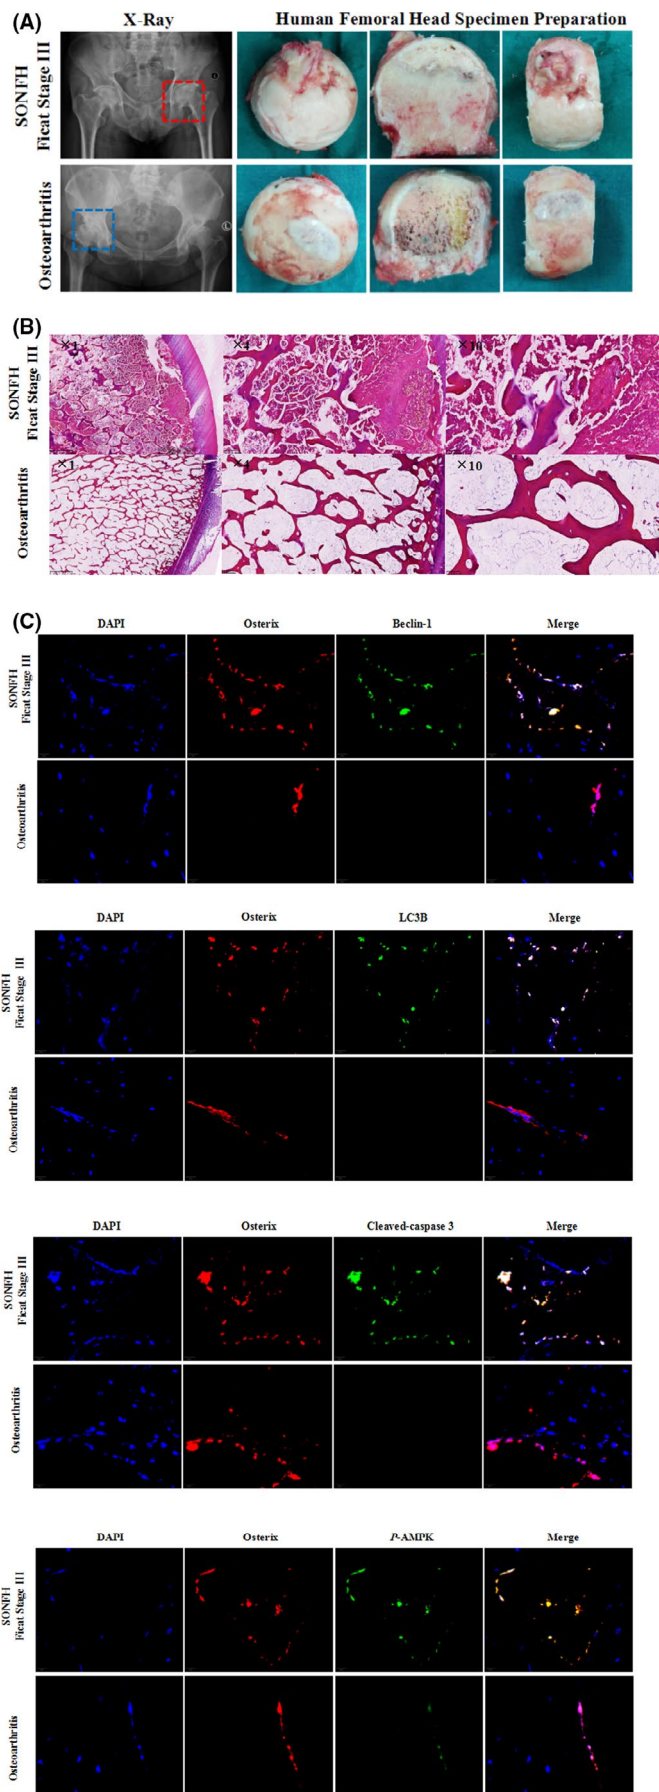 (A)
X-Ray
Human Femoral Head Specimen Preparation
SONFH
Ficat Stage III
Osteoarthritis
L
(B)
SONFH
Ficat Stage III
×1
×4
×10
Osteoarthritis
×1
×4
×10
(C)
DAPI
Osterix
Beclin-1
Merge
SONFH
Ficat Stage III
Osteoarthritis
DAPI
Osterix
LC3B
Merge
SONFH
Ficat Stage III
Osteoarthritis
DAPI
Osterix
Cleaved-caspase 3
Merge
SONFH
Ficat Stage III
Osteoarthritis
DAPI
Osterix
P-AMPK
Merge
SONFH
Ficat Stage III
Osteoarthritis